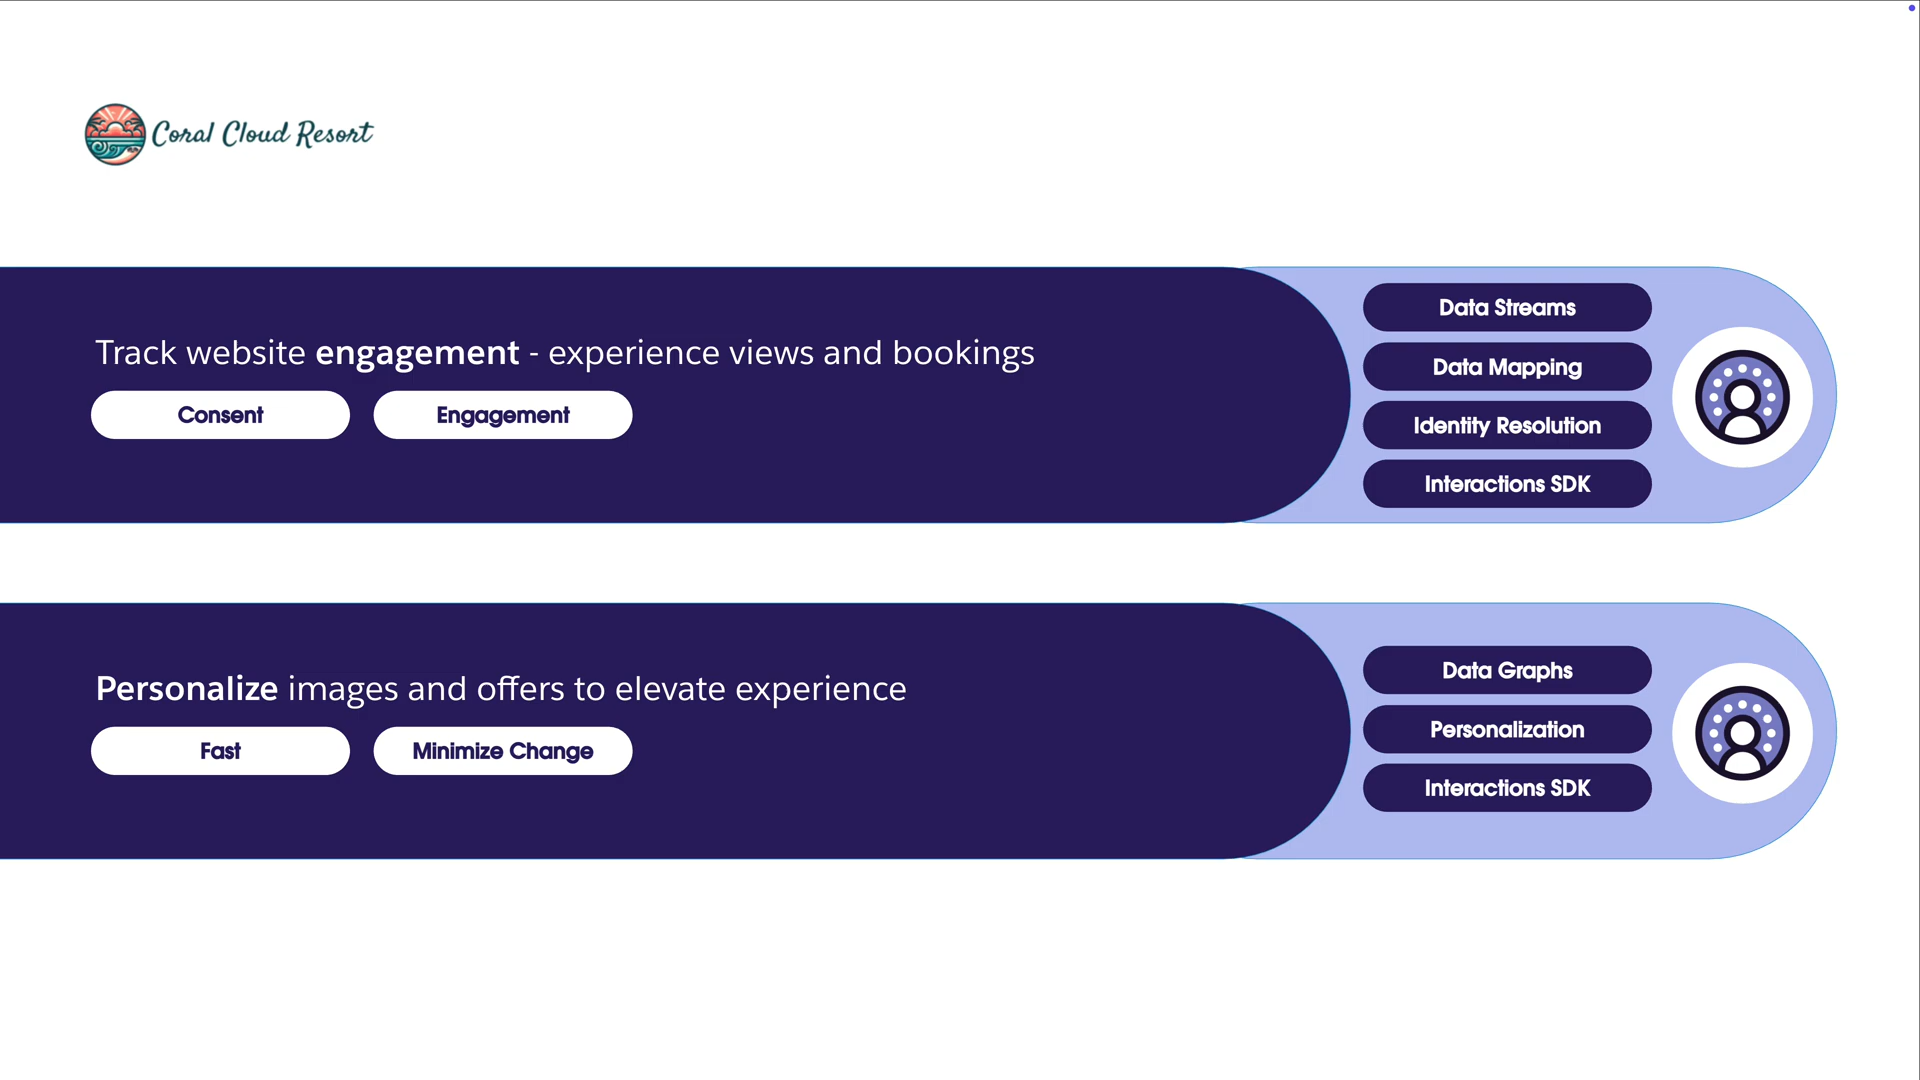 Coral Cloud Resort
Track website engagement - experience views and bookings
Consent
Engagement
Data Streams
Data Mapping
Identity Resolution
Interactions SDK
Personalize images and offers to elevate experience
Fast
Minimize Change
Data Graphs
Personalization
Interactions SDK